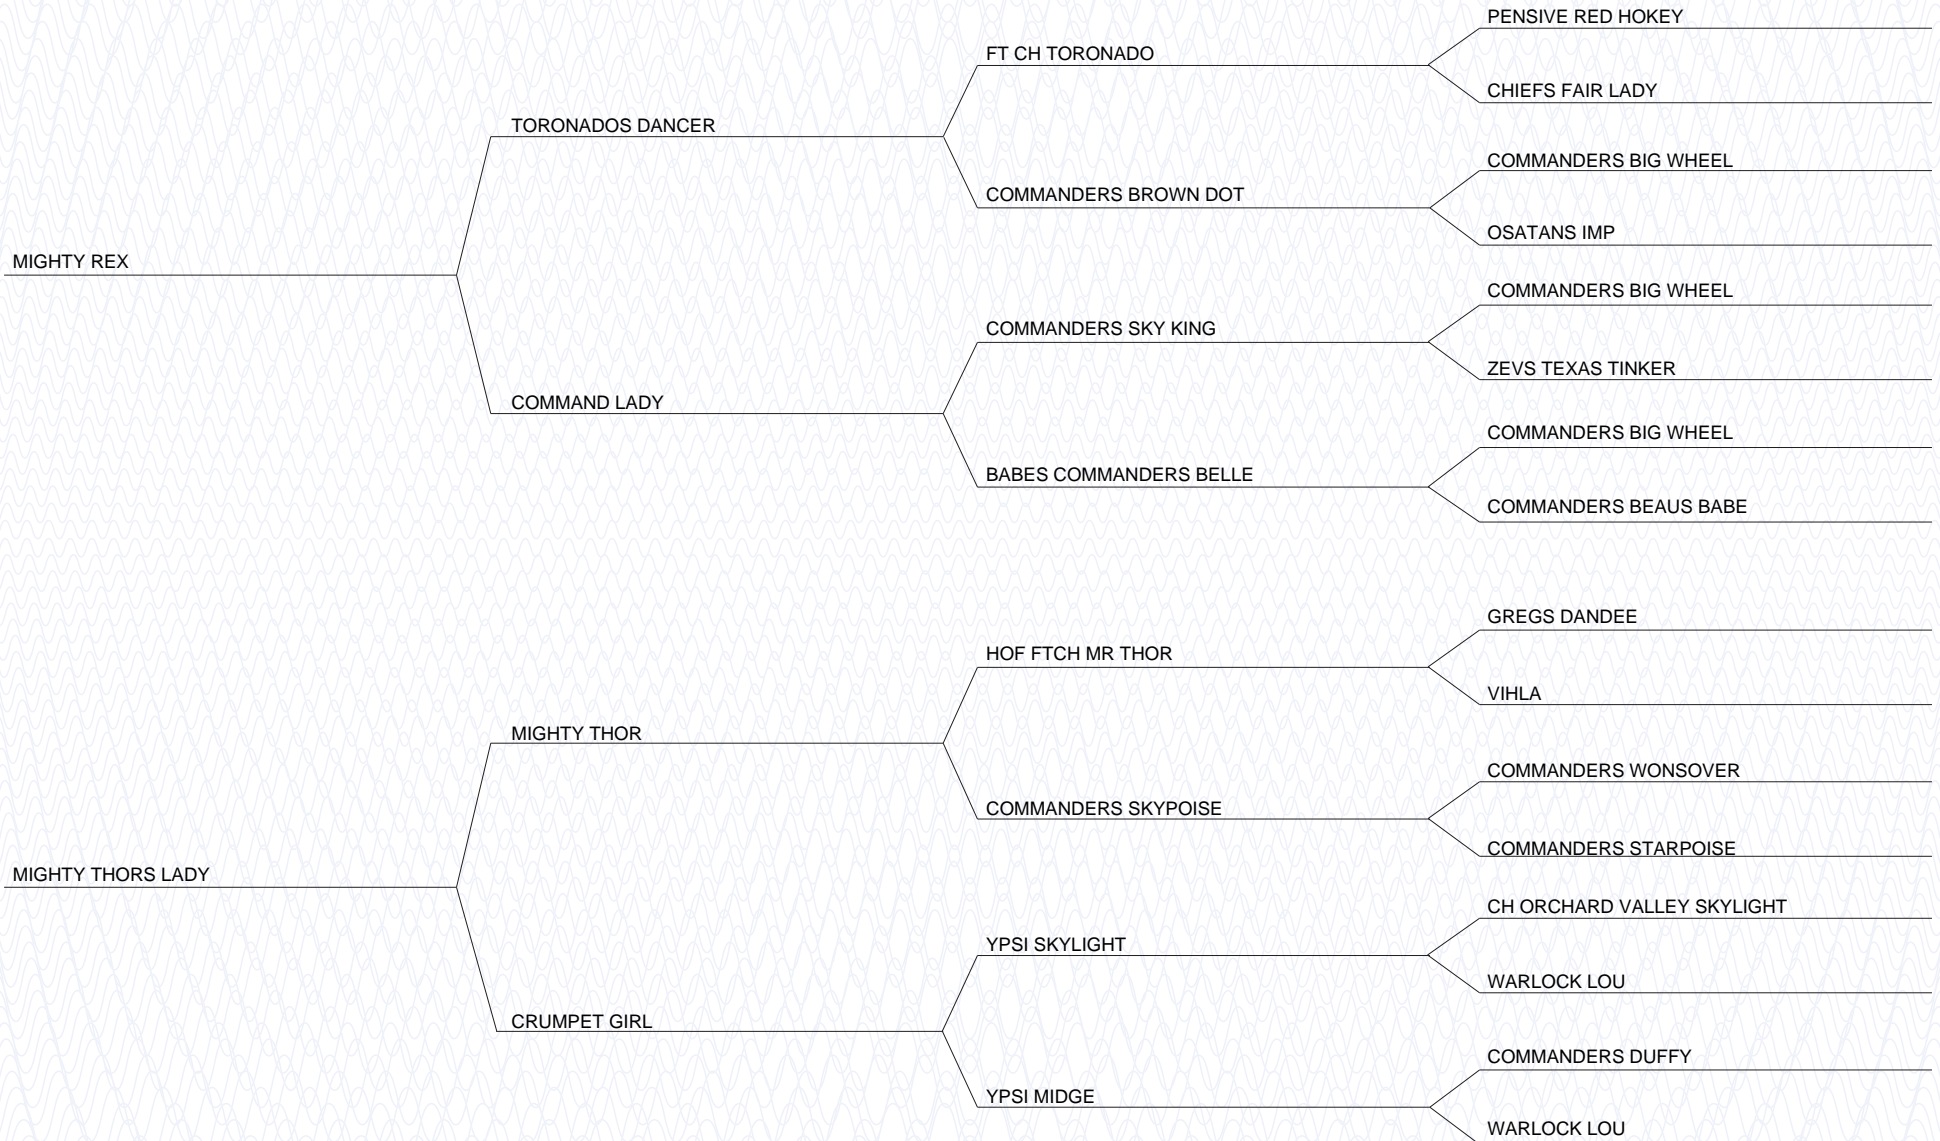 PENSIVE RED HOKEY
FT CH TORONADO
CHIEFS FAIR LADY
TORONADOS DANCER
COMMANDERS BIG WHEEL
COMMANDERS BROWN DOT
OSATANS IMP
MIGHTY REX
COMMANDERS BIG WHEEL
COMMANDERS SKY KING
ZEVS TEXAS TINKER
COMMAND LADY
COMMANDERS BIG WHEEL
BABES COMMANDERS BELLE
COMMANDERS BEAUS BABE
GREGS DANDEE
HOF FTCH MR THOR
VIHLA
MIGHTY THOR
COMMANDERS WONSOVER
COMMANDERS SKYPOISE
COMMANDERS STARPOISE
MIGHTY THORS LADY
CH ORCHARD VALLEY SKYLIGHT
YPSI SKYLIGHT
WARLOCK LOU
CRUMPET GIRL
COMMANDERS DUFFY
YPSI MIDGE
WARLOCK LOU